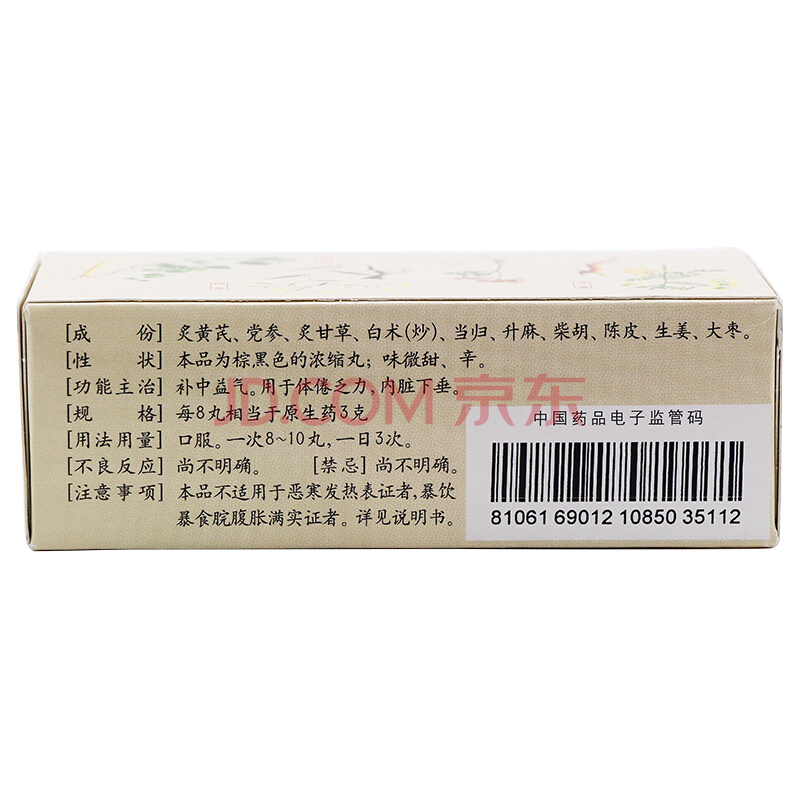 [成份] 炙黄芪、党参、炙甘草、白术(炒)、当归、升麻、柴胡、陈皮、生姜、大枣。
[性状] 本品为棕黑色的浓缩丸；味微甜、辛。
[功能主治] 补中益气。用于体倦乏力，内脏下垂。
[规格] 每8丸相当于原生药3克
[用法用量] 口服。一次8~10丸，一日3次。
[不良反应] 尚不明确。 [禁忌] 尚不明确。
[注意事项] 本品不适用于恶寒发热表证者，暴饮
暴食脘腹胀满实证者。详见说明书。
JD.COM 京东
中国药品电子监管码
81061 69012 10850 35112